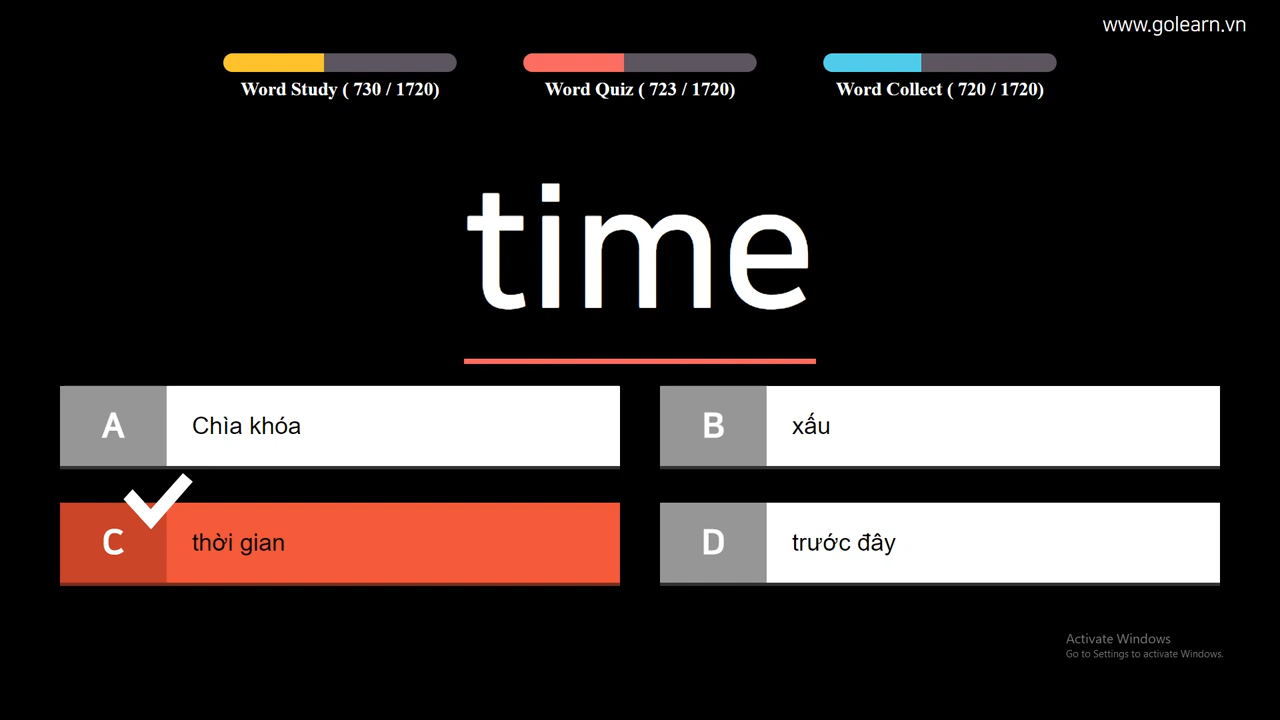 www.golearn.vn
Word Study ( 730 / 1720)
Word Quiz ( 723 / 1720)
Word Collect ( 720 / 1720)
time
A
Chìa khóa
B
xấu
C
thời gian
D
trước đây
Activate Windows
Go to Settings to activate Windows.